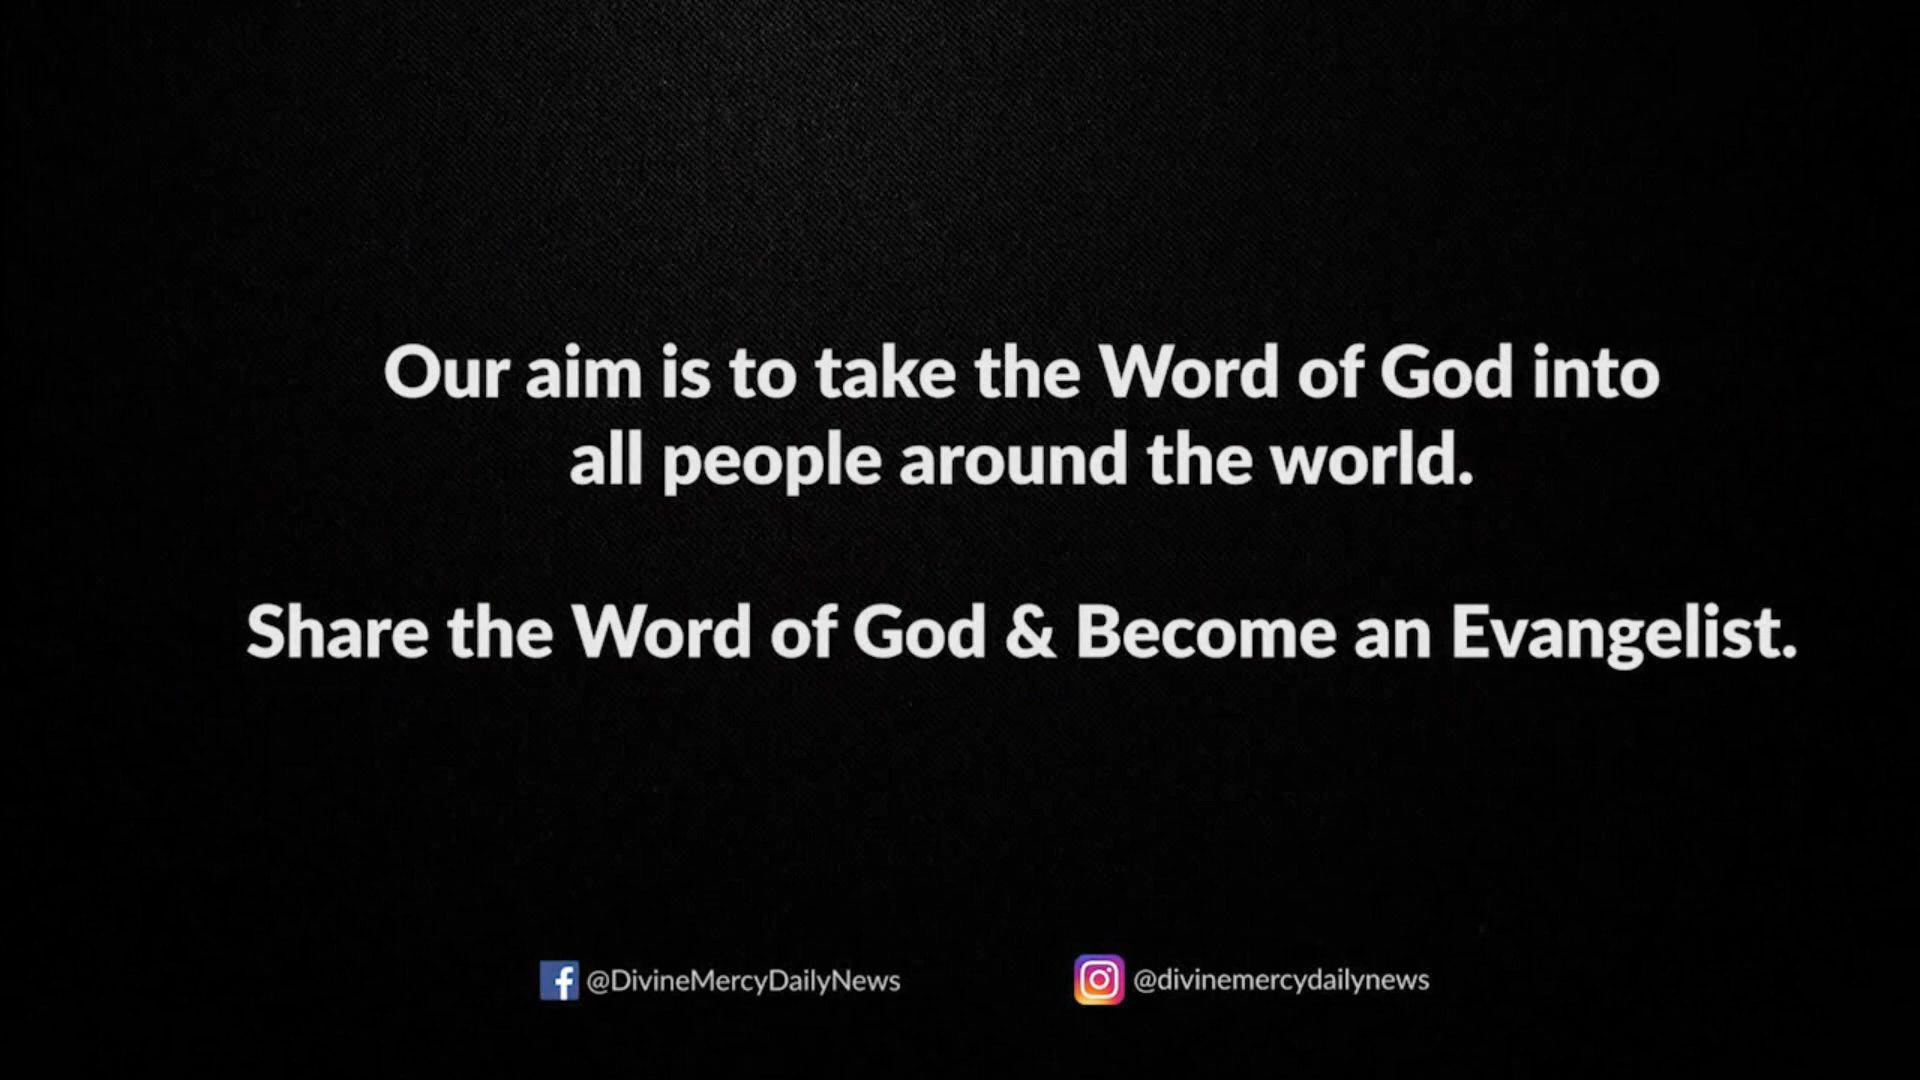 Our aim is to take the Word of God into
all people around the world.
Share the Word of God & Become an Evangelist.
@DivineMercyDailyNews
@divinemercydailynews